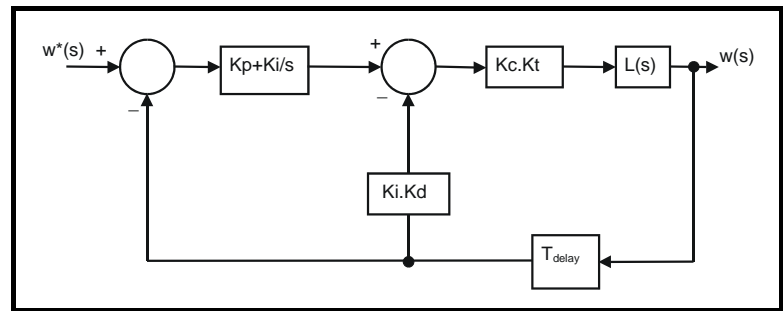 w*(s) +
Kp+Ki/s
+
Kc.Kt
L(s)
w(s)
−
−
Ki.Kd
Tdelay